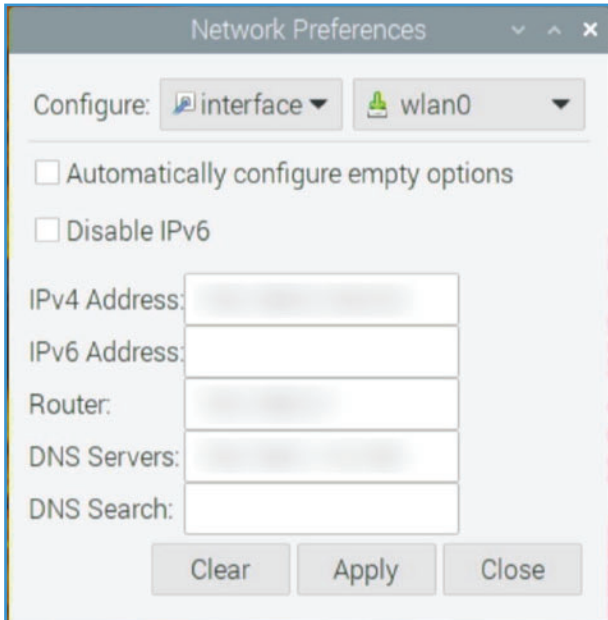 Network Preferences
Configure: interface wlan0
Automatically configure empty options
Disable IPv6
IPv4 Address:
IPv6 Address:
Router:
DNS Servers:
DNS Search:
Clear Apply Close